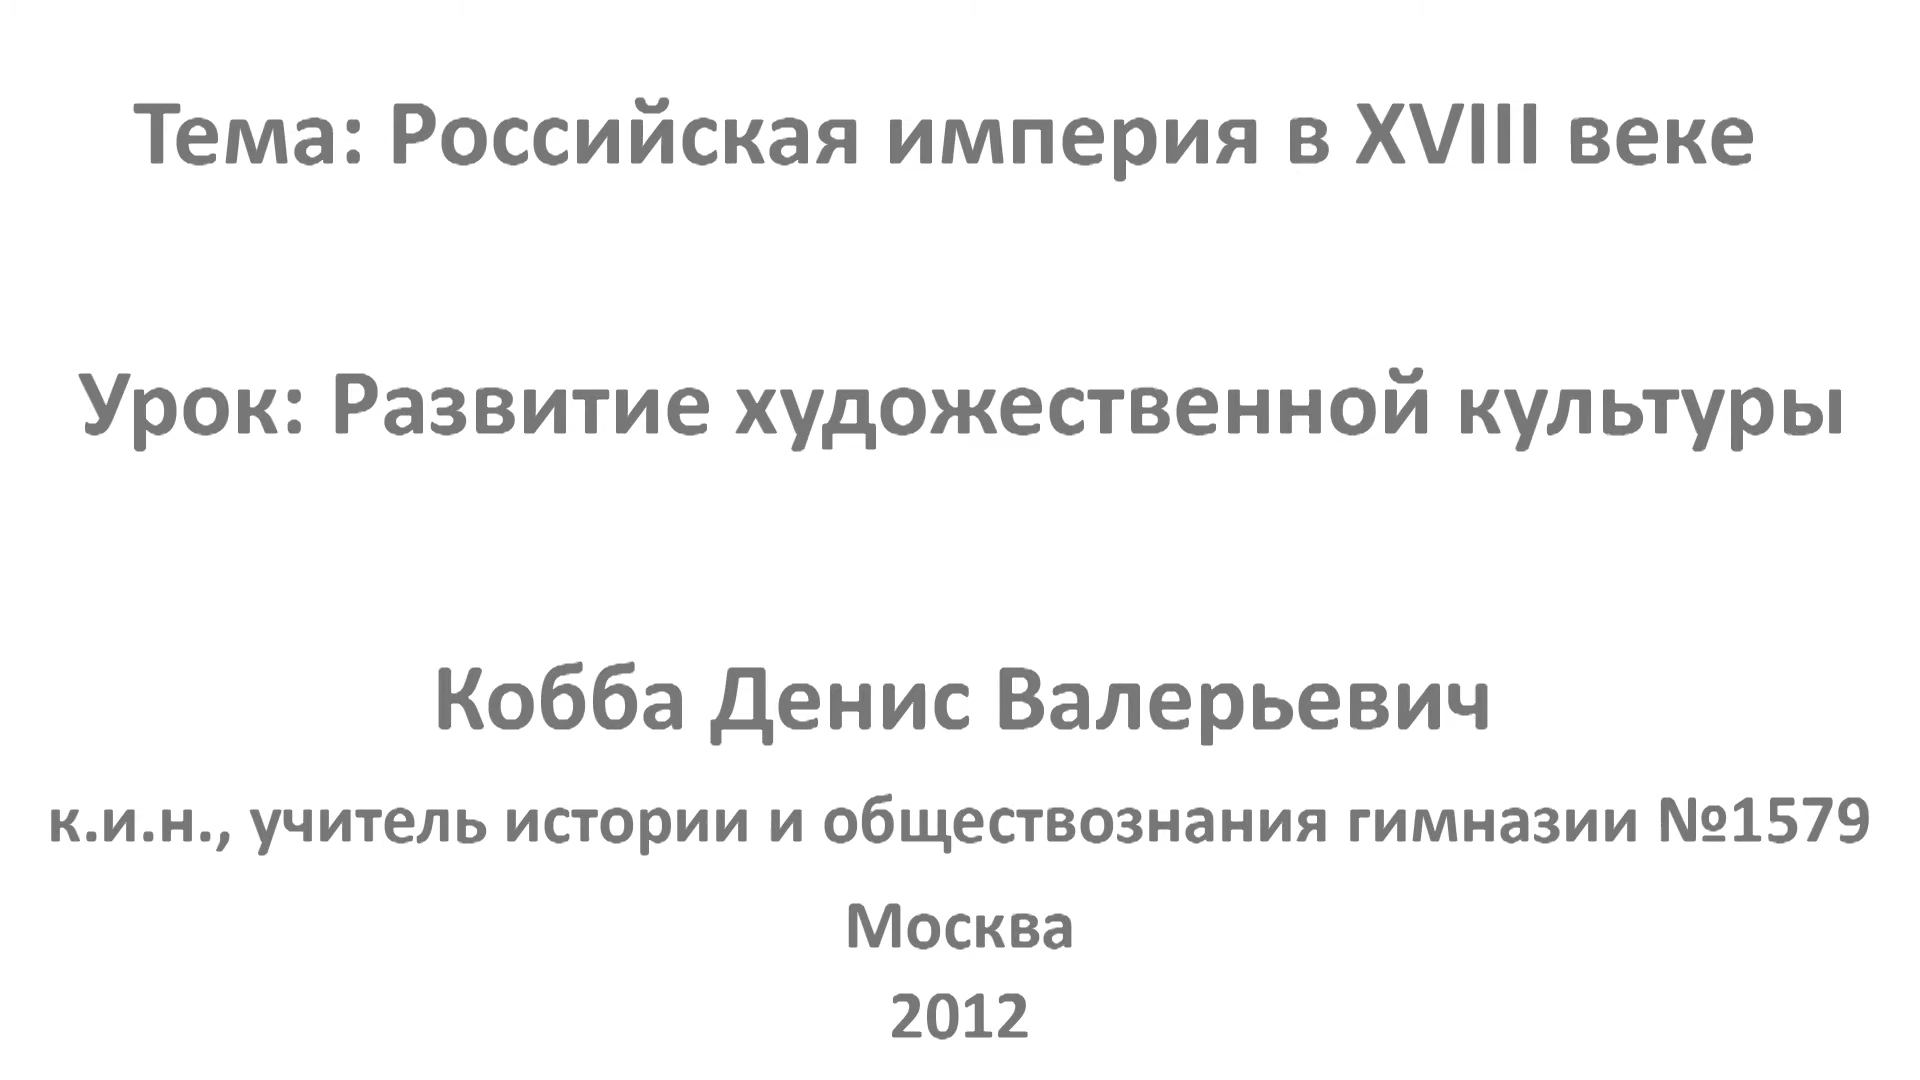 Тема: Российская империя в XVIII веке
Урок: Развитие художественной культуры
Кобба Денис Валерьевич
к.и.н., учитель истории и обществознания гимназии №1579
Москва
2012